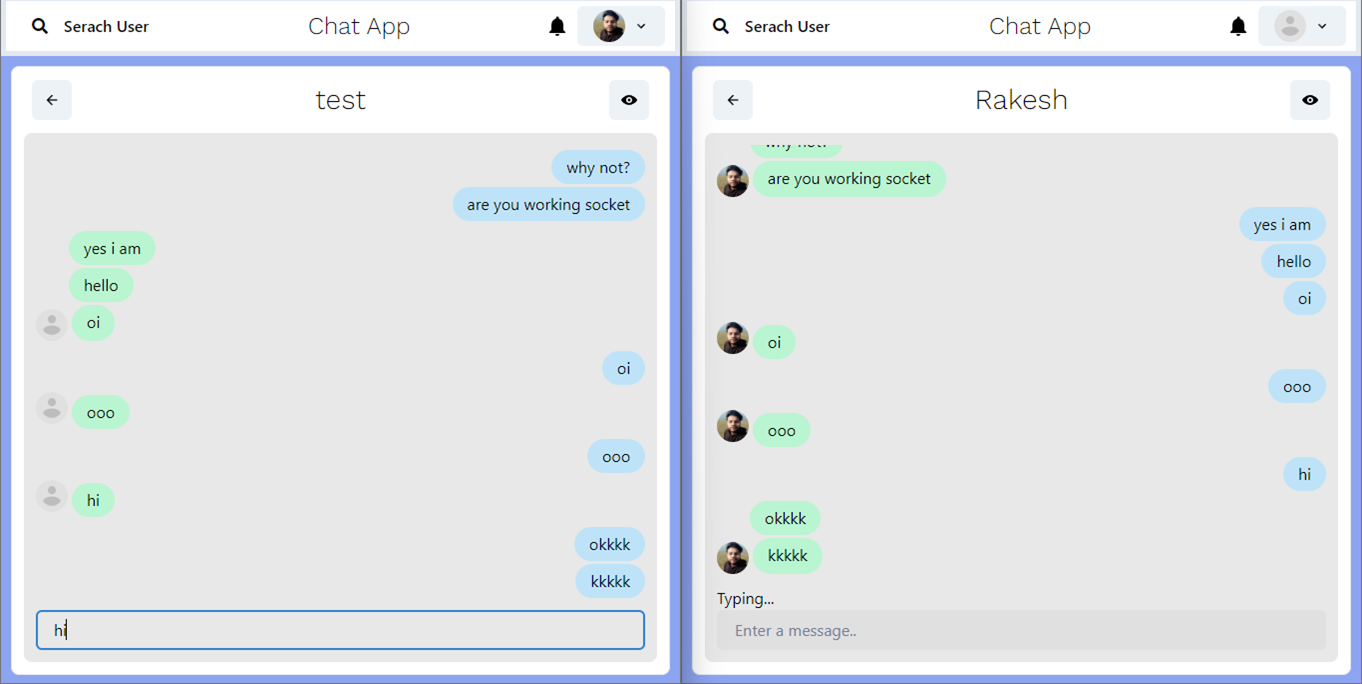 Serach User
Chat App
test
why not?
are you working socket
yes i am
hello
oi
oi
ooo
ooo
hi
okkkk
kkkkk
hi
Serach User
Chat App
Rakesh
why not?
are you working socket
yes i am
hello
oi
oi
ooo
ooo
hi
okkkk
kkkkk
Typing...
Enter a message..